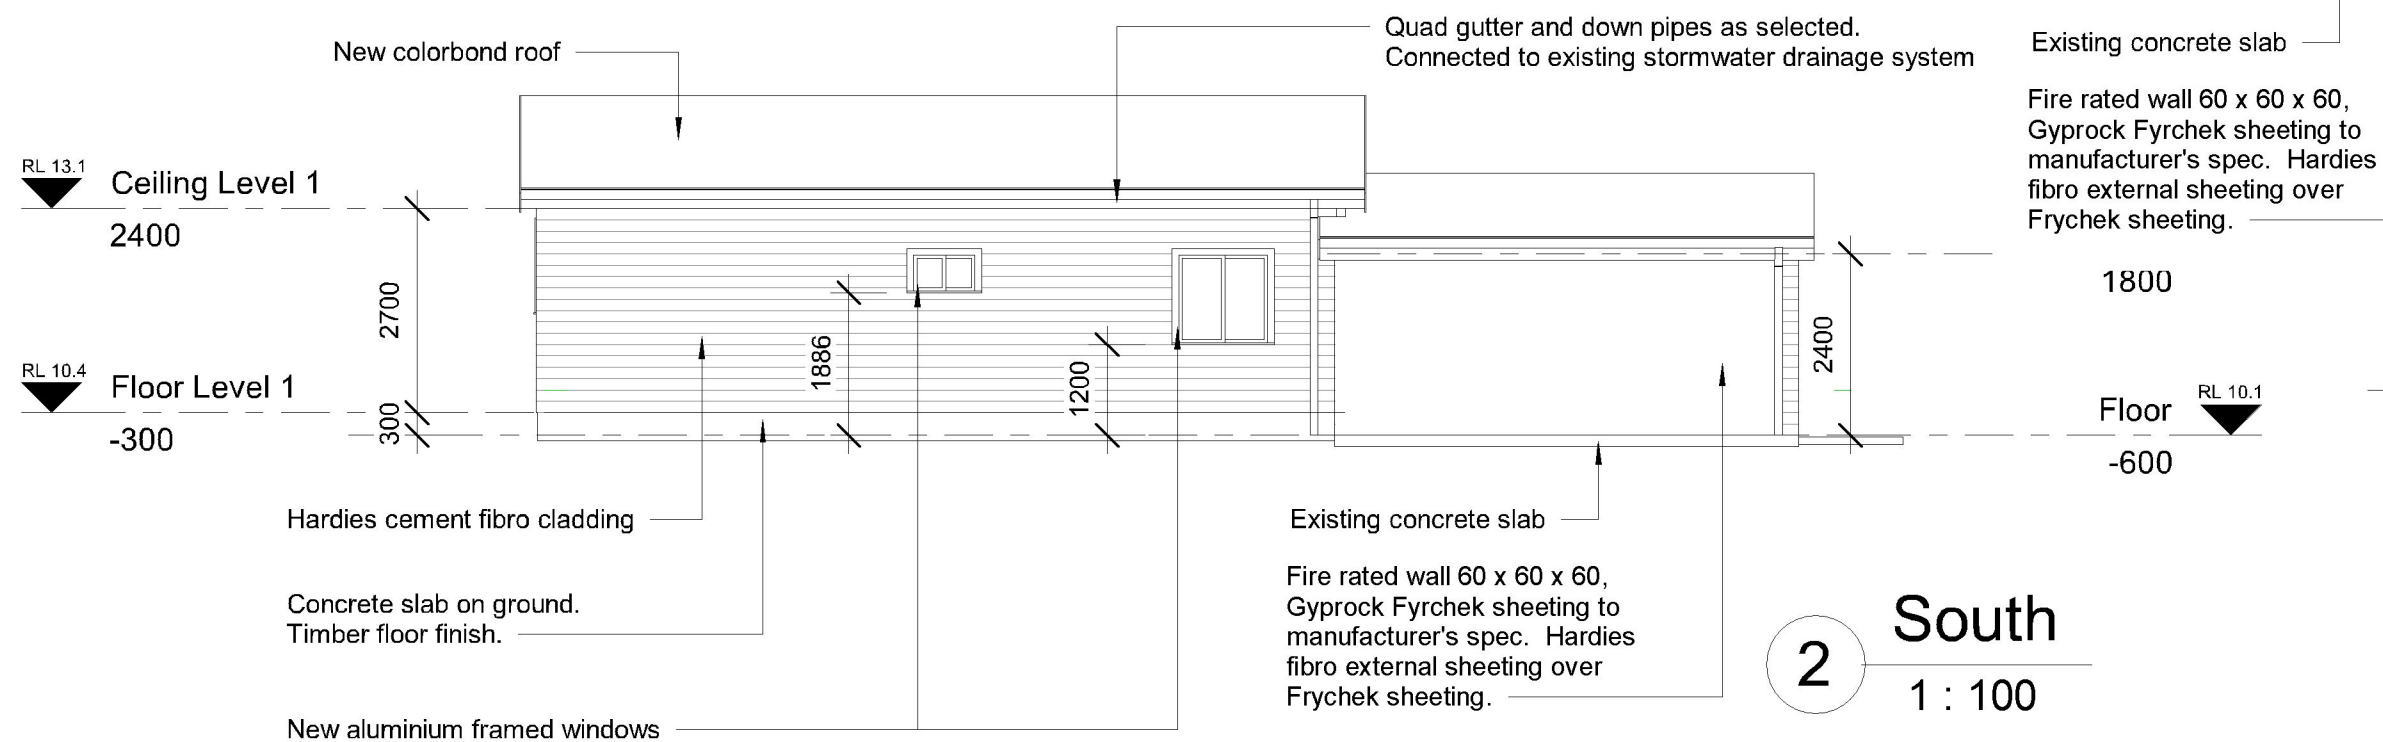 New colorbond roof
Quad gutter and down pipes as selected.
Connected to existing stormwater drainage system
Existing concrete slab
Fire rated wall 60 x 60 x 60,
Gyprock Fyrchek sheeting to
manufacturer's spec.  Hardies
fibro external sheeting over
Frychek sheeting.
RL 13.1
Ceiling Level 1
2400
1800
2700
1886
1200
2400
RL 10.4
Floor Level 1
-300
300
RL 10.1
Floor
-600
Hardies cement fibro cladding
Concrete slab on ground.
Timber floor finish.
New aluminium framed windows
Existing concrete slab
Fire rated wall 60 x 60 x 60,
Gyprock Fyrchek sheeting to
manufacturer's spec.  Hardies
fibro external sheeting over
Frychek sheeting.
2
South
1 : 100